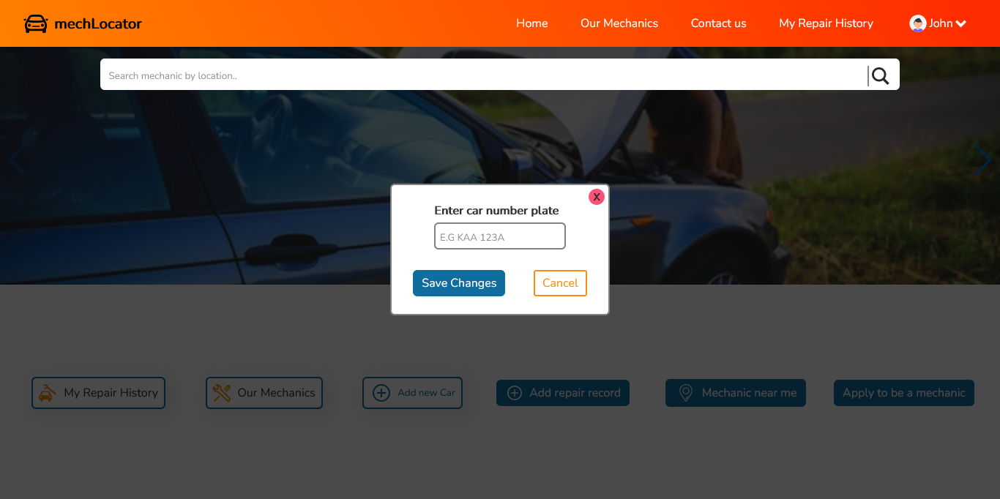 mechLocator
Home
Our Mechanics
Contact us
My Repair History
John
Search mechanic by location..
X
Enter car number plate
E.G KAA 123A
Save Changes
Cancel
My Repair History
Our Mechanics
Add new Car
Add repair record
Mechanic near me
Apply to be a mechanic